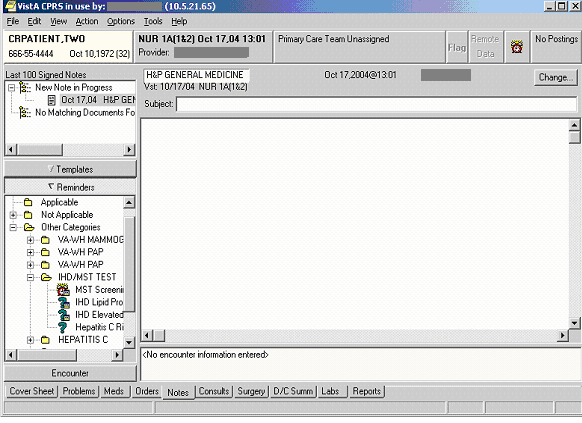 VistA CPRS in use by: (10.5.21.65)
File Edit View Action Options Tools Help
CRPATIENT,TWO
666-55-4444 Oct 10,1972 (32)
NUR 1A(1&2) Oct 17,04 13:01
Provider:
Primary Care Team Unassigned
Flag
Remote
Data
No Postings
Last 100 Signed Notes
New Note in Progress
Oct 17,04 H&P GEN
No Matching Documents Fo
H&P GENERAL MEDICINE
Oct 17,2004@13:01
Change...
Vst: 10/17/04 NUR 1A(1&2)
Subject:
Templates
Reminders
Applicable
Not Applicable
Other Categories
VA-WH MAMMOG
VA-WH PAP
VA-WH PAP
IHD/MST TEST
MST Screenin
IHD Lipid Pro
IHD Elevated
Hepatitis C Ri
HEPATITIS C
Encounter
<No encounter information entered>
Cover Sheet Problems Meds Orders Notes Consults Surgery D/C Summ Labs Reports